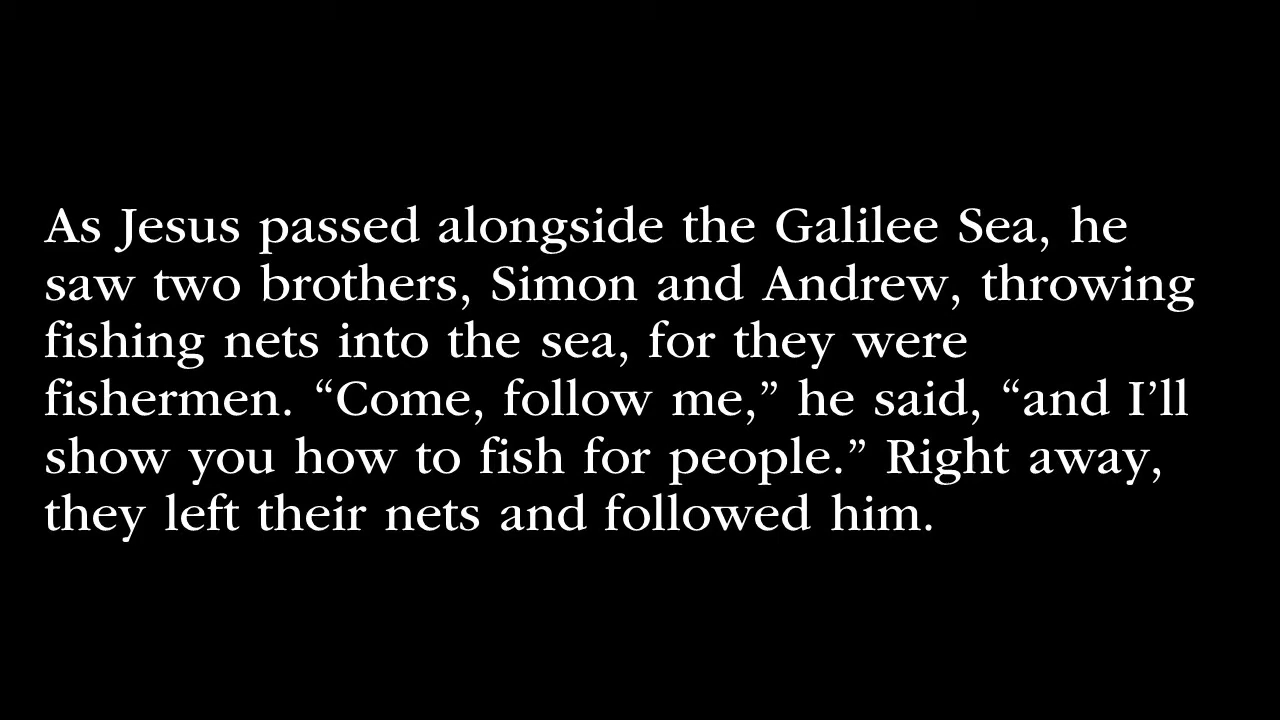 As Jesus passed alongside the Galilee Sea, he
saw two brothers, Simon and Andrew, throwing
fishing nets into the sea, for they were
fishermen. “Come, follow me,” he said, “and I’ll
show you how to fish for people.” Right away,
they left their nets and followed him.